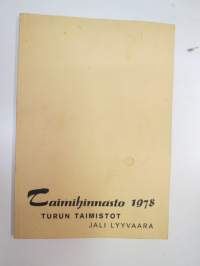 Taimihinnasto 1978
TURUN TAIMISTOT
JALI LYYVAARA